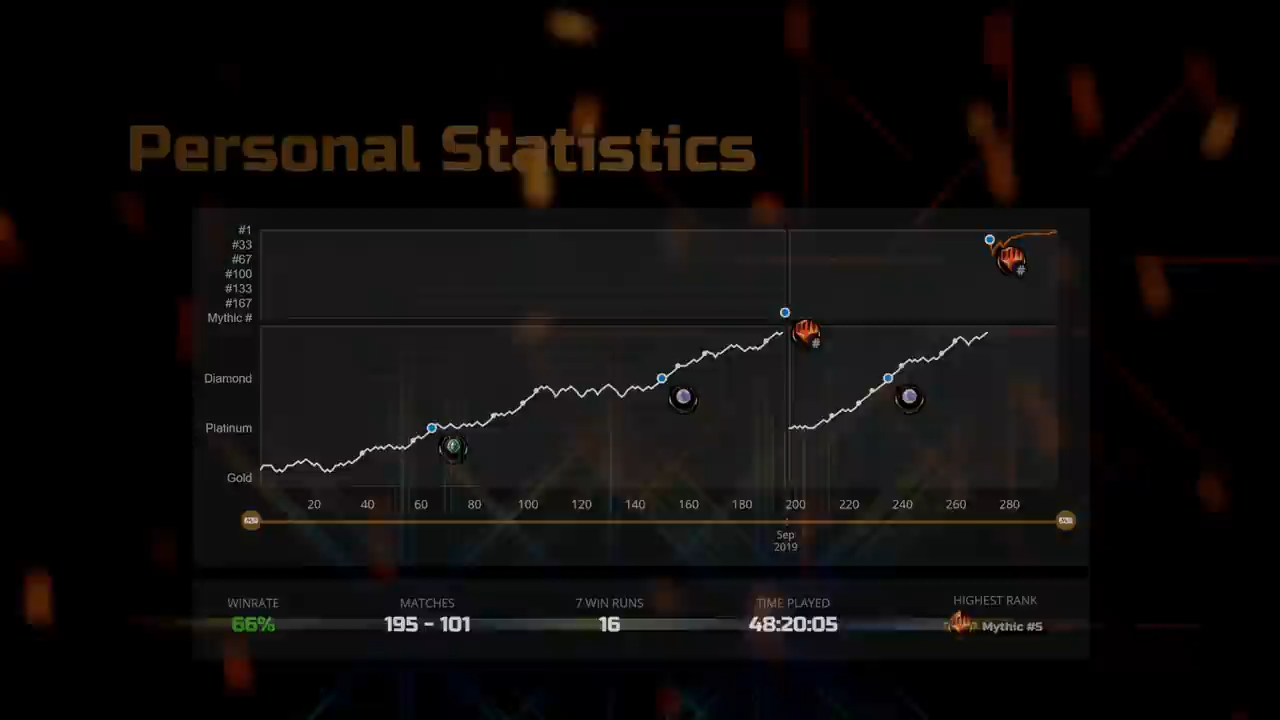 Personal Statistics
#1
#33
#67
#100
#133
#167
Mythic #
Diamond
Platinum
Gold
#
#
20 40 60 80 100 120 140 160 180 200 220 240 260 280
Sep
2019
WINRATE MATCHES 7 WIN RUNS TIME PLAYED HIGHEST RANK
66% 195 - 101 16 48:20:05 Mythic #5